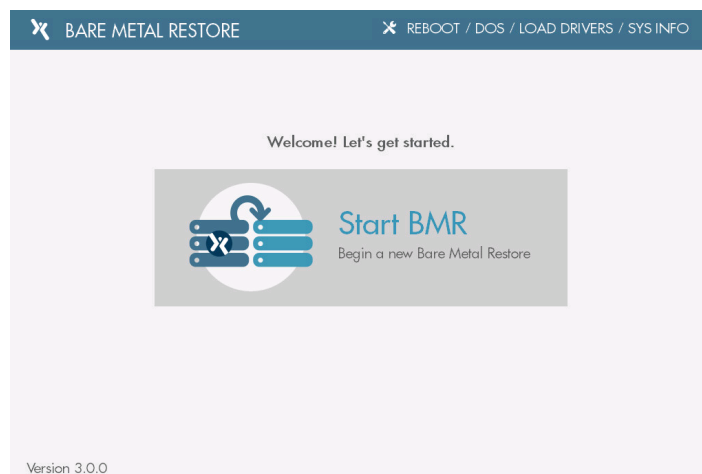 BARE METAL RESTORE
REBOOT / DOS / LOAD DRIVERS / SYS INFO
Welcome! Let's get started.
Start BMR
Begin a new Bare Metal Restore
Version 3.0.0